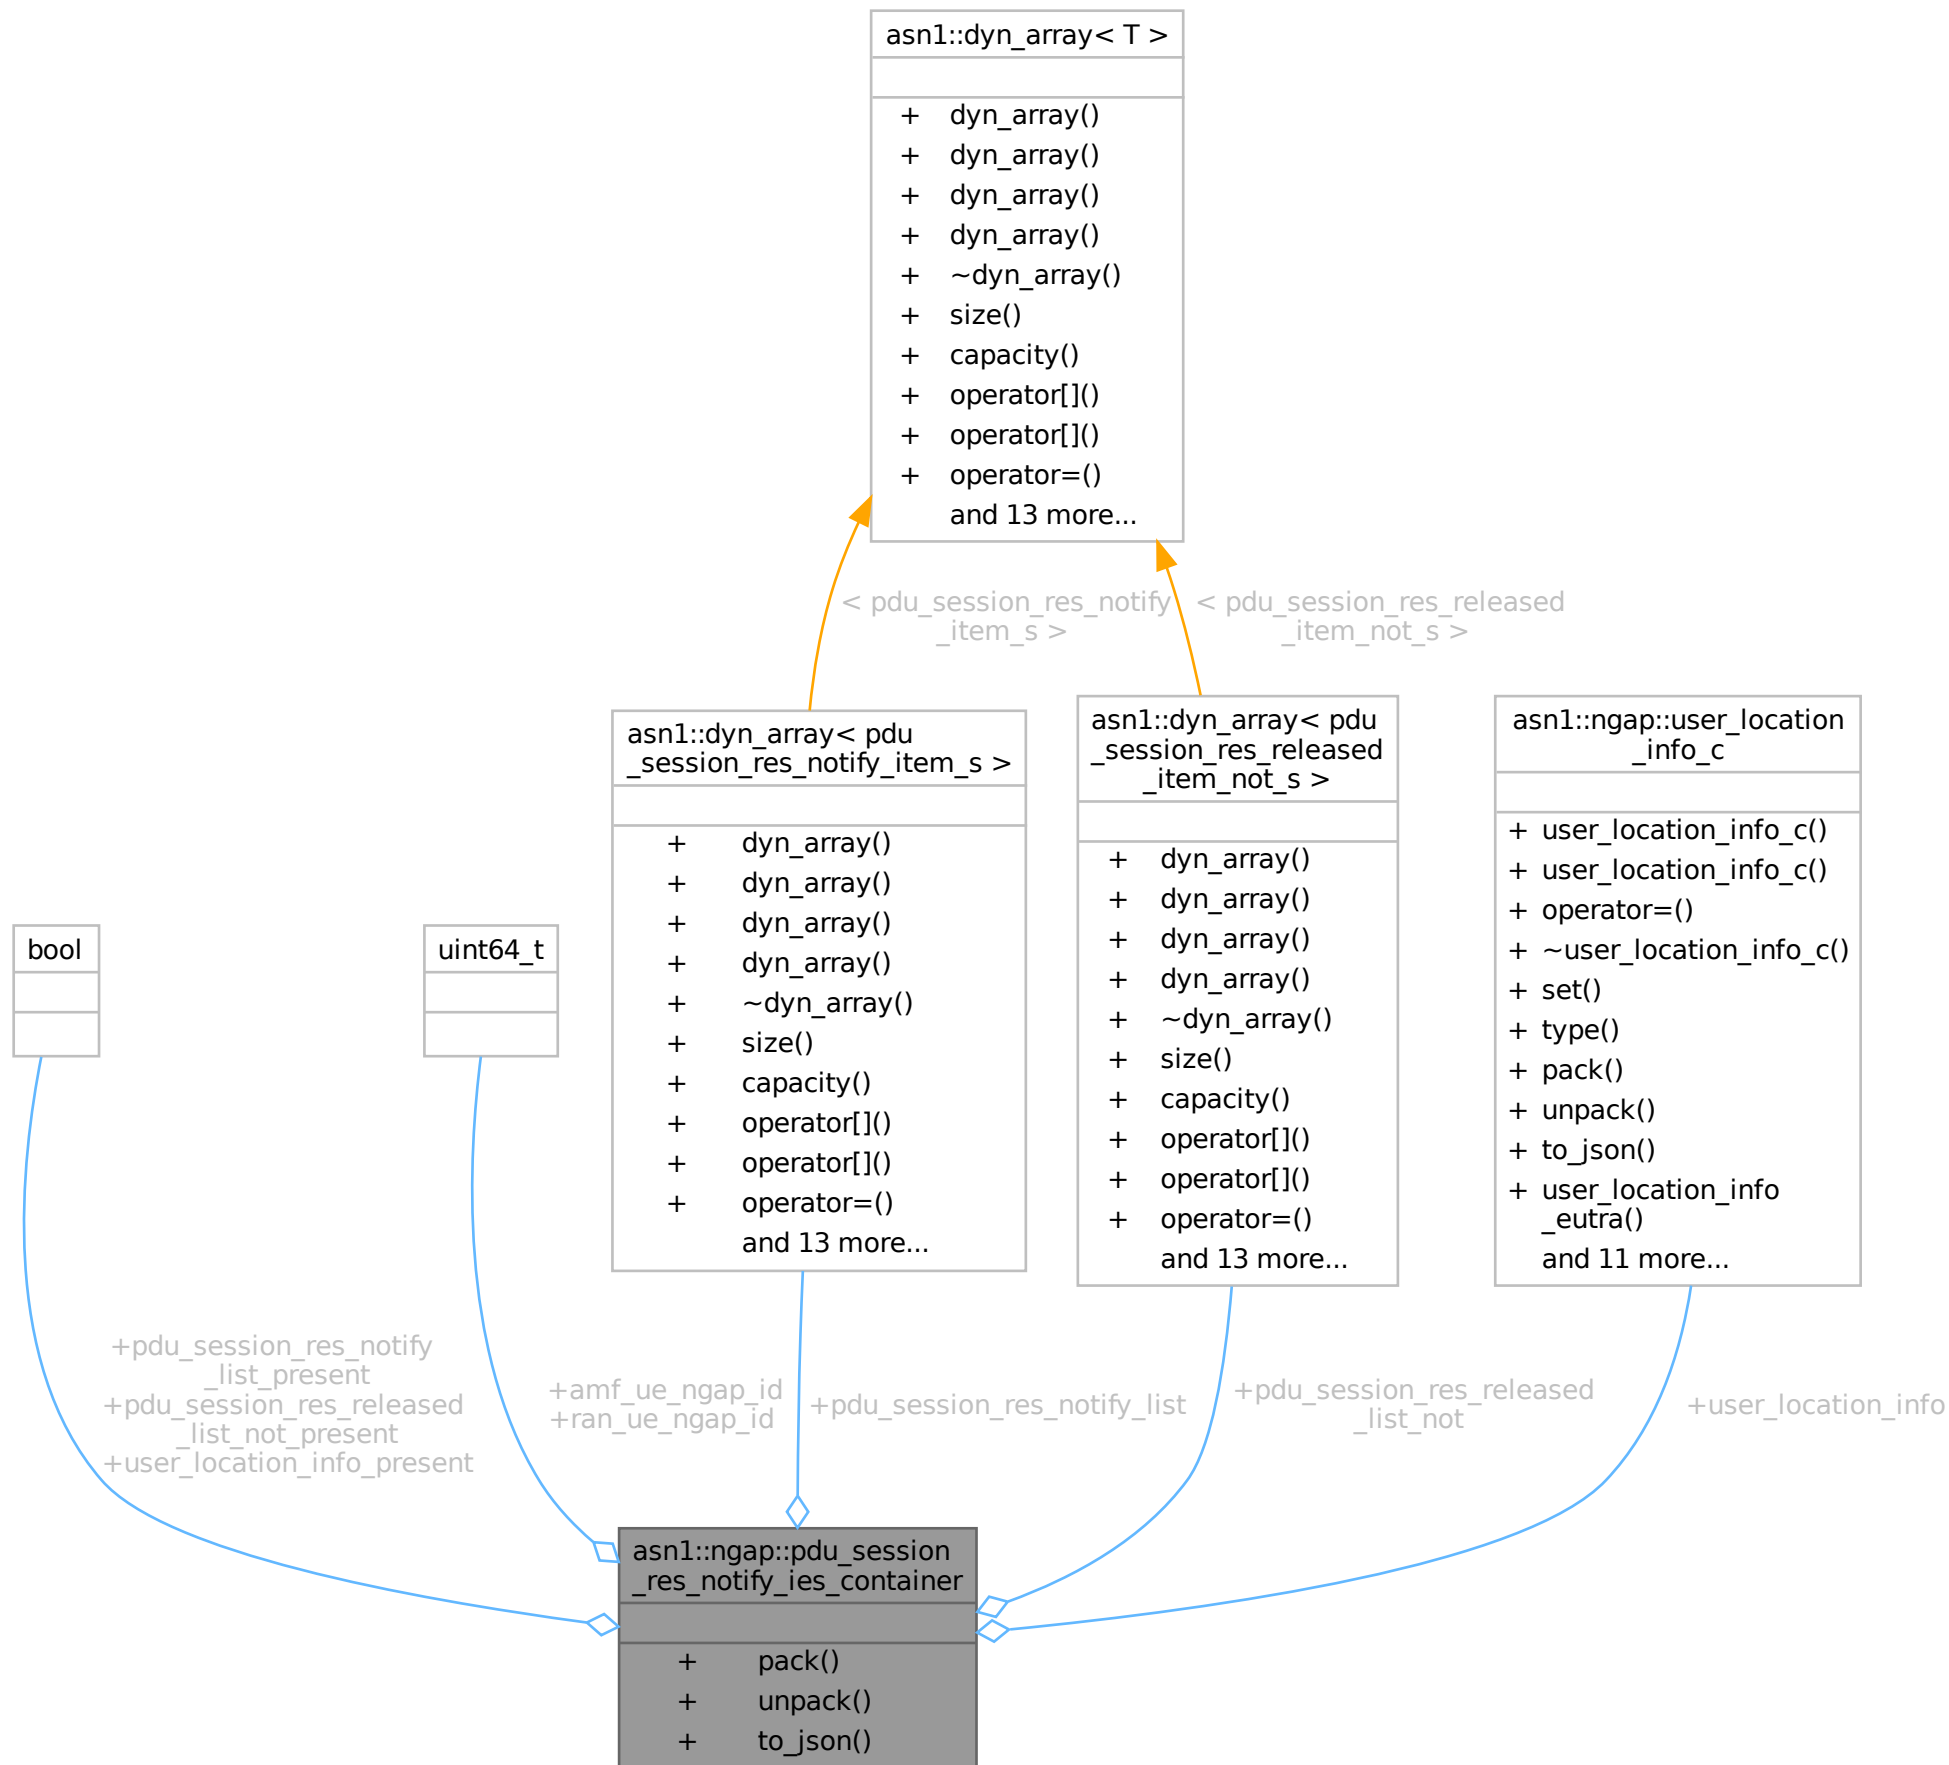 asn1::dyn_array< T >
+ dyn_array()
+ dyn_array()
+ dyn_array()
+ dyn_array()
+ ~dyn_array()
+ size()
+ capacity()
+ operator[]()
+ operator[]()
+ operator=()
and 13 more...
< pdu_session_res_notify
_item_s >
< pdu_session_res_released
_item_not_s >
asn1::dyn_array< pdu
_session_res_notify_item_s >
+ dyn_array()
+ dyn_array()
+ dyn_array()
+ dyn_array()
+ ~dyn_array()
+ size()
+ capacity()
+ operator[]()
+ operator[]()
+ operator=()
and 13 more...
asn1::dyn_array< pdu
_session_res_released
_item_not_s >
+ dyn_array()
+ dyn_array()
+ dyn_array()
+ dyn_array()
+ ~dyn_array()
+ size()
+ capacity()
+ operator[]()
+ operator[]()
+ operator=()
and 13 more...
asn1::ngap::user_location
_info_c
+ user_location_info_c()
+ user_location_info_c()
+ operator=()
+ ~user_location_info_c()
+ set()
+ type()
+ pack()
+ unpack()
+ to_json()
+ user_location_info
_eutra()
and 11 more...
bool
uint64_t
+pdu_session_res_notify
_list_present
+pdu_session_res_released
_list_not_present
+user_location_info_present
+amf_ue_ngap_id
+ran_ue_ngap_id
+pdu_session_res_notify_list
+pdu_session_res_released
_list_not
+user_location_info
asn1::ngap::pdu_session
_res_notify_ies_container
+ pack()
+ unpack()
+ to_json()